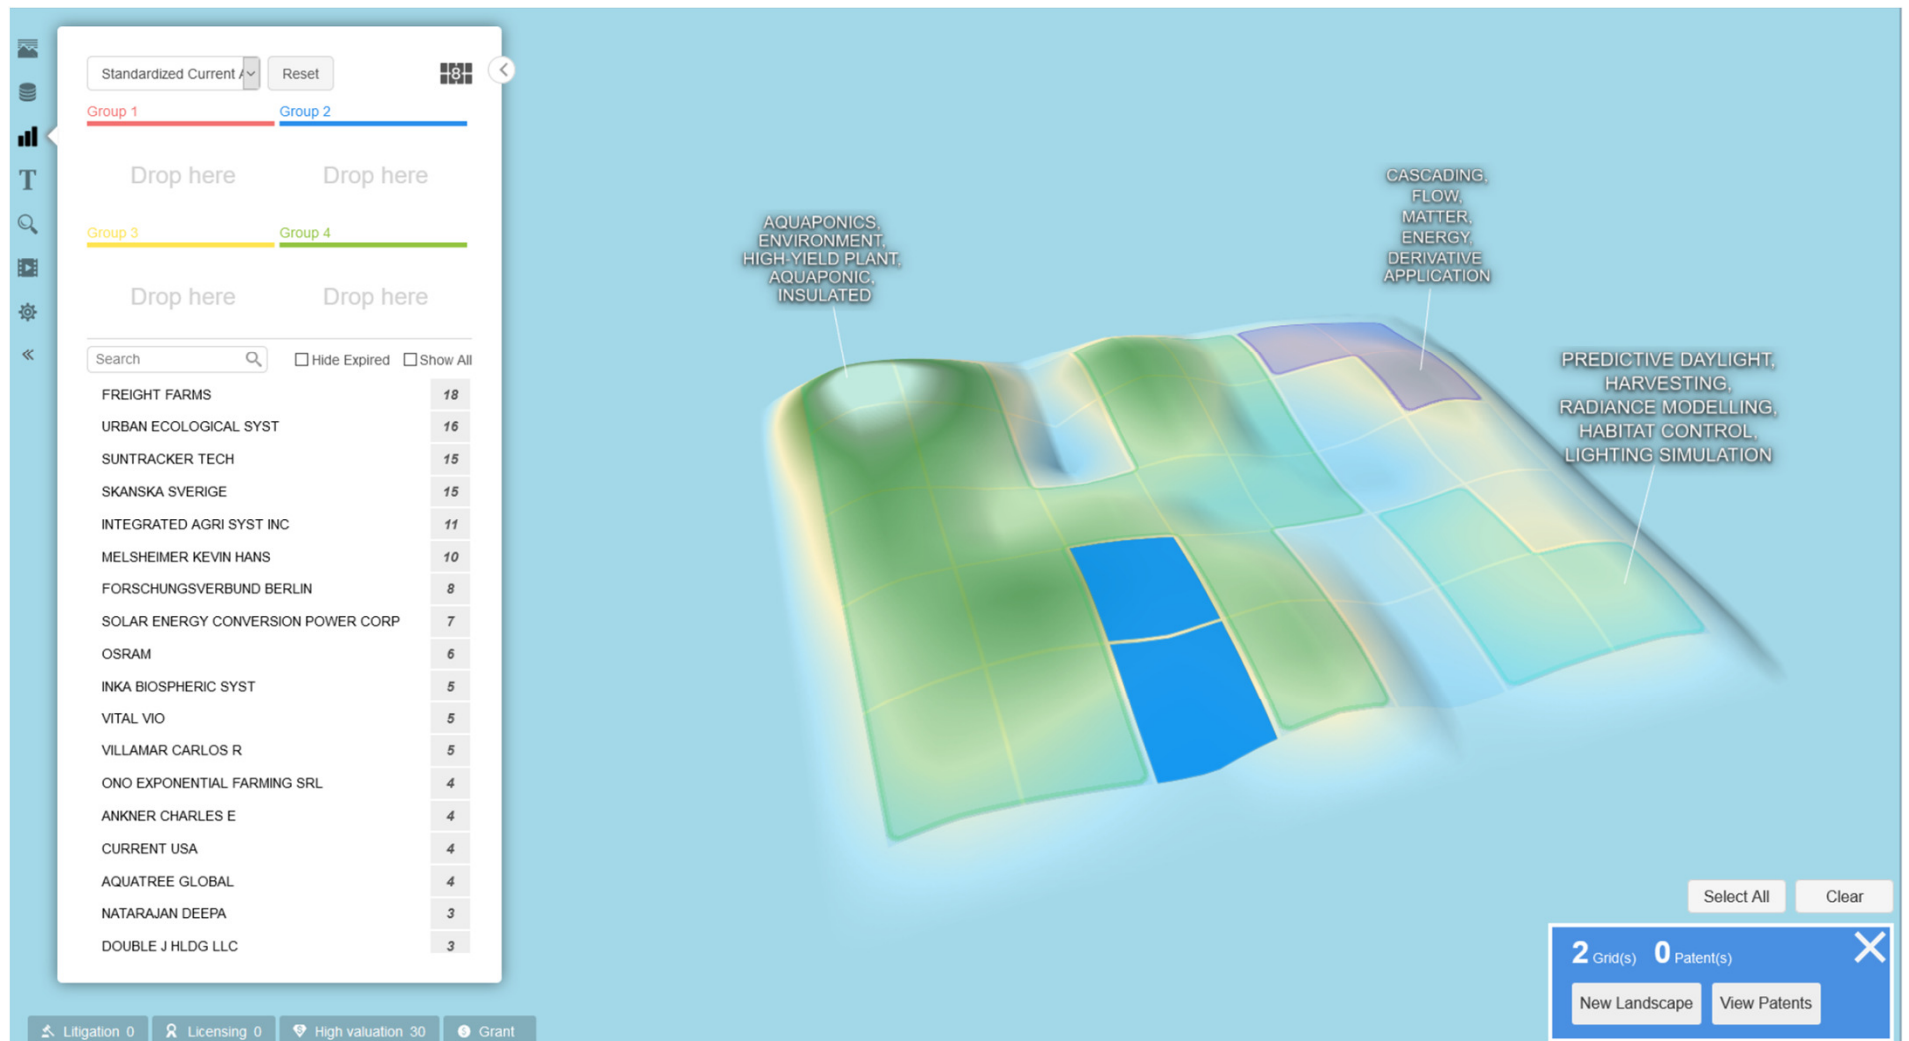 Standardized Current A
Reset
8
Group 1
Group 2
Drop here
Drop here
Group 3
Group 4
Drop here
Drop here
Search
Hide Expired
Show All
FREIGHT FARMS 18
URBAN ECOLOGICAL SYST 16
SUNTRACKER TECH 15
SKANSKA SVERIGE 15
INTEGRATED AGRI SYST INC 11
MELSHEIMER KEVIN HANS 10
FORSCHUNGSVERBUND BERLIN 8
SOLAR ENERGY CONVERSION POWER CORP 7
OSRAM 6
INKA BIOSPHERIC SYST 5
VITAL VIO 5
VILLAMAR CARLOS R 5
ONO EXPONENTIAL FARMING SRL 4
ANKNER CHARLES E 4
CURRENT USA 4
AQUATREE GLOBAL 4
NATARAJAN DEEPA 3
DOUBLE J HLDG LLC 3
Litigation 0
Licensing 0
High valuation 30
Grant
AQUAPONICS,
ENVIRONMENT,
HIGH-YIELD PLANT,
AQUAPONIC,
INSULATED
CASCADING,
FLOW,
MATTER,
ENERGY,
DERIVATIVE
APPLICATION
PREDICTIVE DAYLIGHT,
HARVESTING,
RADIANCE MODELLING,
HABITAT CONTROL,
LIGHTING SIMULATION
Select All
Clear
2 Grid(s) 0 Patent(s)
New Landscape
View Patents